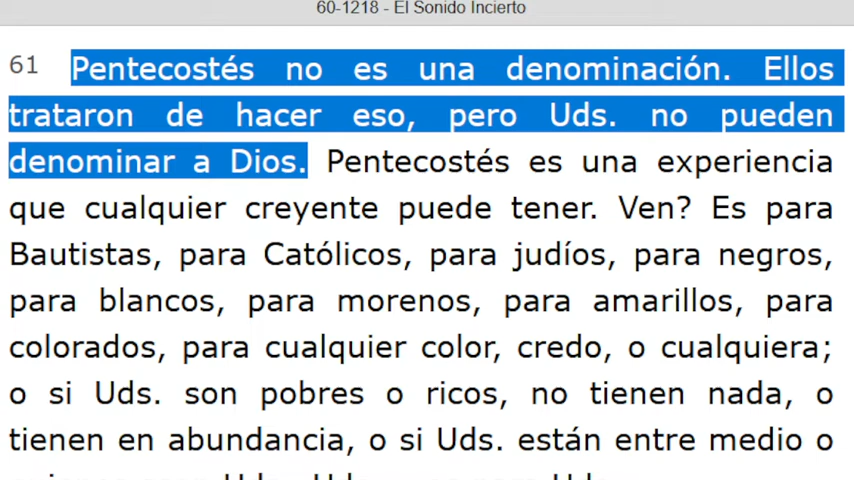 60-1218 - El Sonido Incierto
61 Pentecostés no es una denominación. Ellos
trataron de hacer eso, pero Uds. no pueden
denominar a Dios. Pentecostés es una experiencia
que cualquier creyente puede tener. Ven? Es para
Bautistas, para Católicos, para judíos, para negros,
para blancos, para morenos, para amarillos, para
colorados, para cualquier color, credo, o cualquiera;
o si Uds. son pobres o ricos, no tienen nada, o
tienen en abundancia, o si Uds. están entre medio o